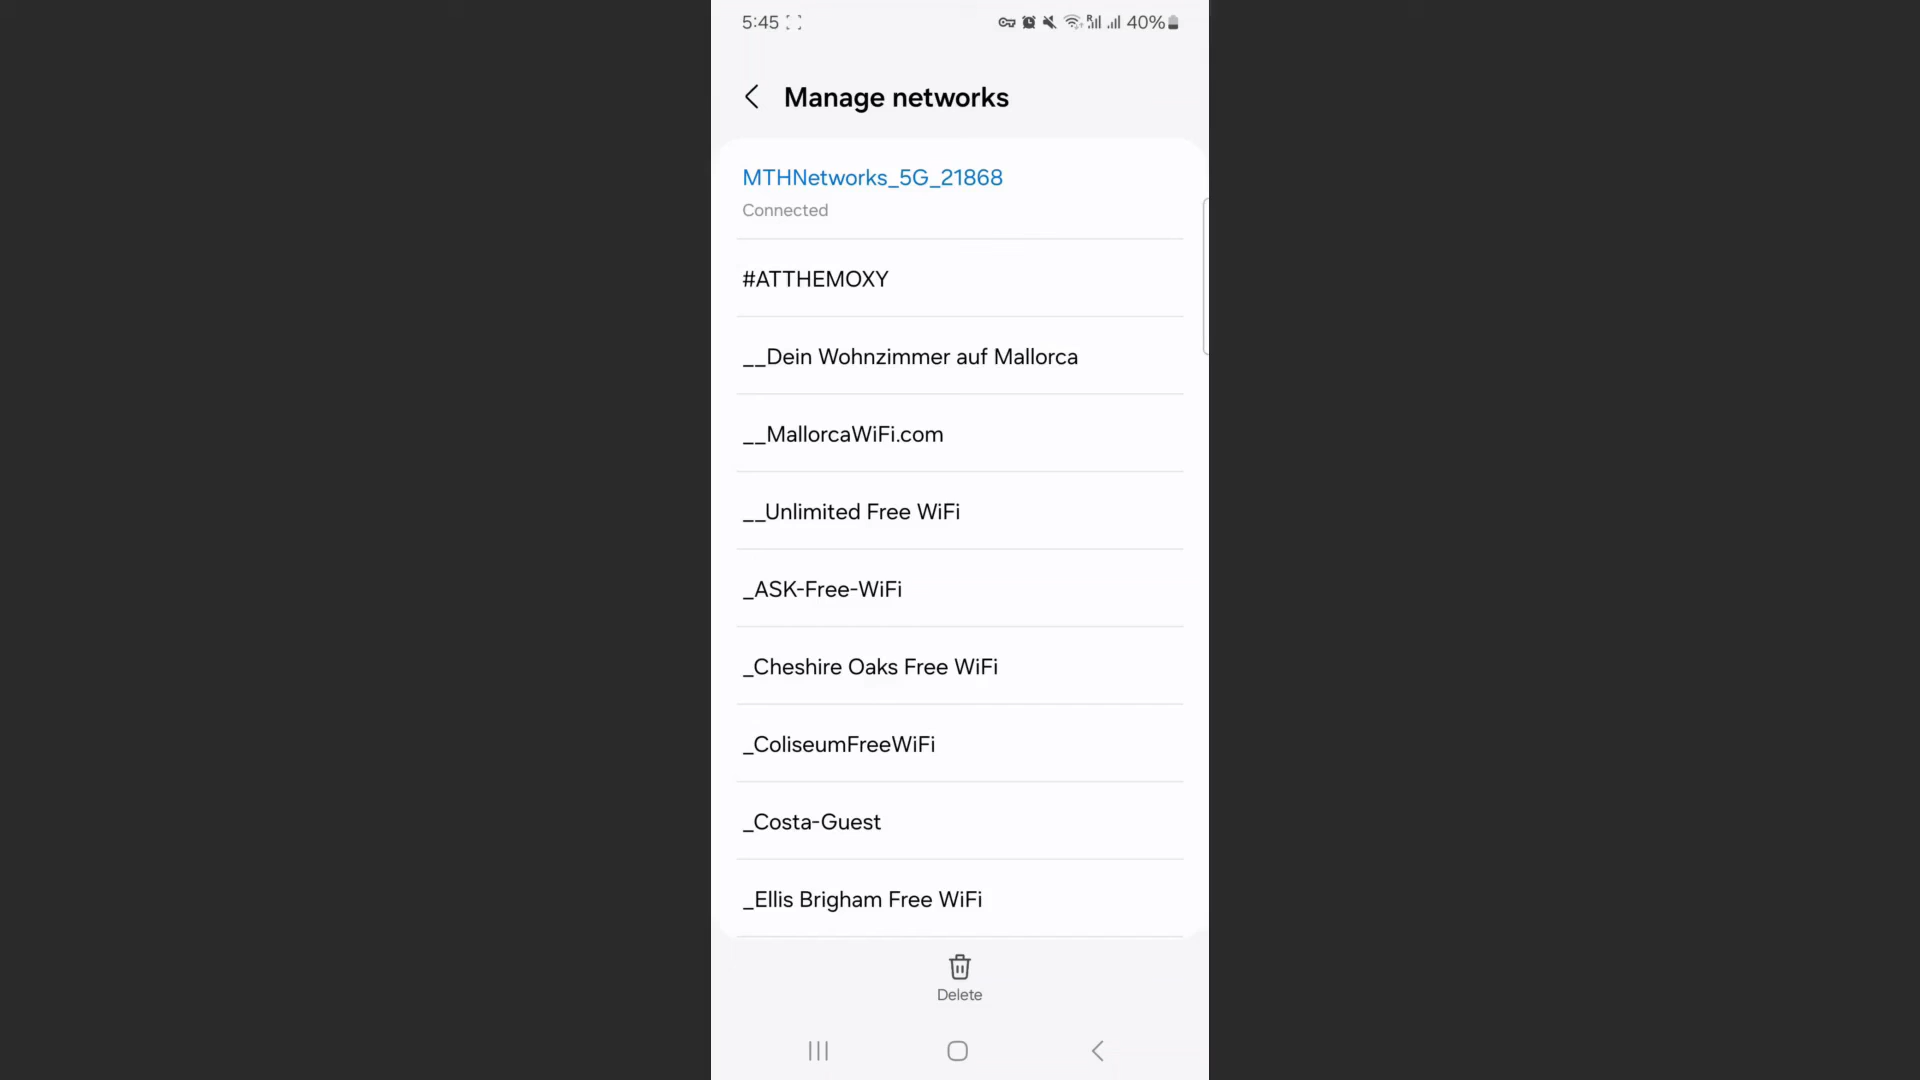 5:45
40%
Manage networks
MTHNetworks_5G_21868
Connected
#ATTHEMOXY
__Dein Wohnzimmer auf Mallorca
__MallorcaWiFi.com
__Unlimited Free WiFi
_ASK-Free-WiFi
_Cheshire Oaks Free WiFi
_ColiseumFreeWiFi
_Costa-Guest
_Ellis Brigham Free WiFi
Delete